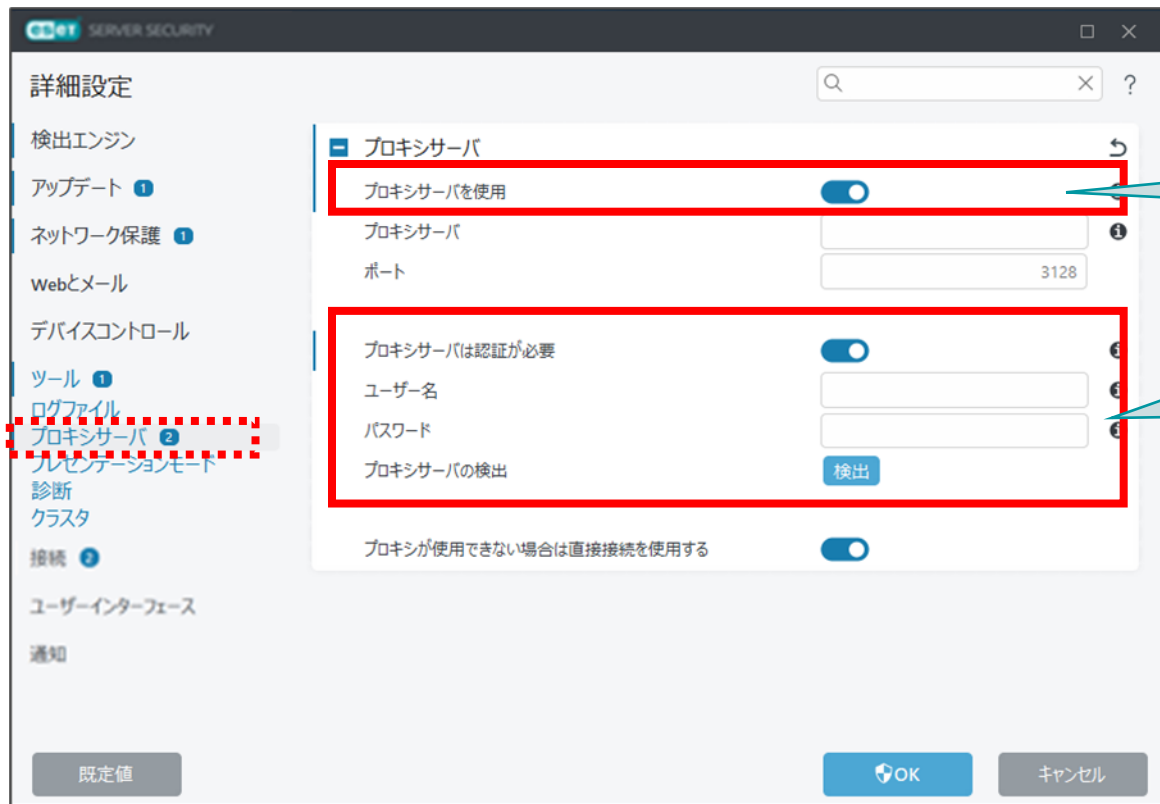 eset SERVER SECURITY
詳細設定
?
検出エンジン
アップデート 1
ネットワーク保護 1
Webとメール
デバイスコントロール
ツール 1
ログファイル
プロキシサーバ 2
プレゼンテーションモード
診断
クラスタ
接続 2
ユーザーインターフェース
通知
プロキシサーバ
プロキシサーバを使用
プロキシサーバ
ポート 3128
プロキシサーバは認証が必要
ユーザー名
パスワード
プロキシサーバの検出 検出
プロキシが使用できない場合は直接接続を使用する
既定値 OK キャンセル